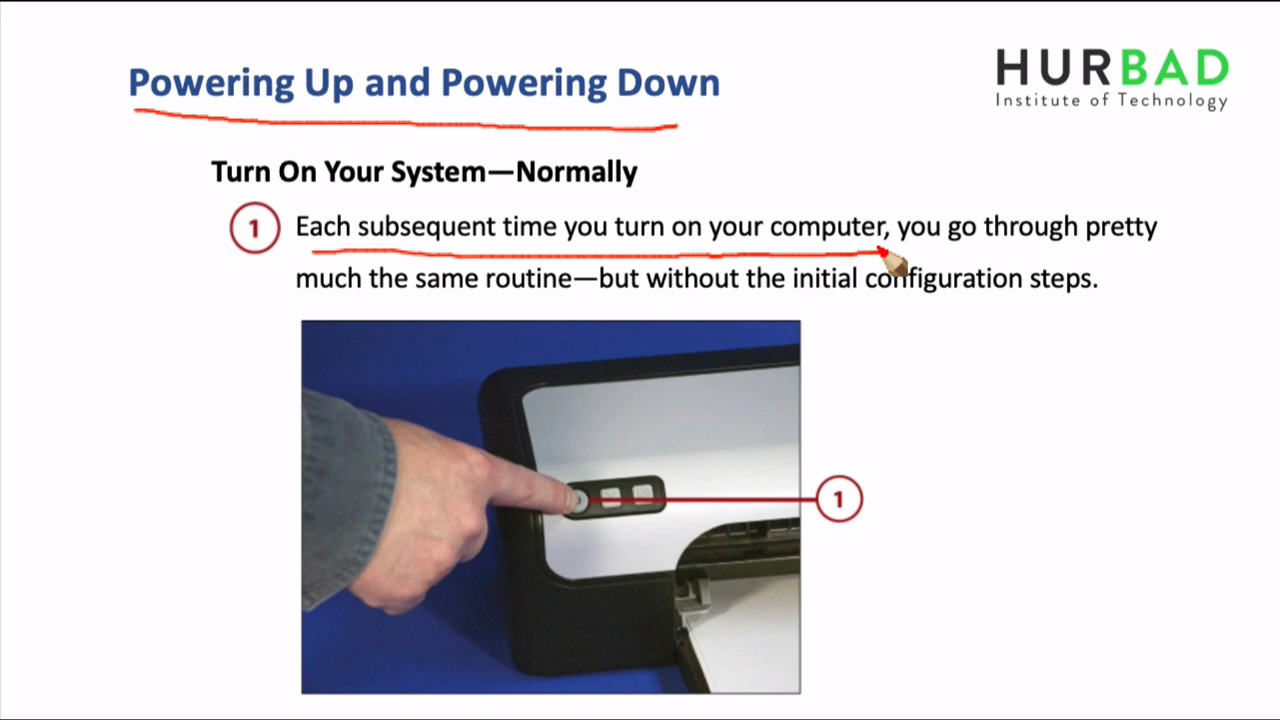 Powering Up and Powering Down
HURBAD
Institute of Technology
Turn On Your System—Normally
1 Each subsequent time you turn on your computer, you go through pretty
much the same routine—but without the initial configuration steps.
1